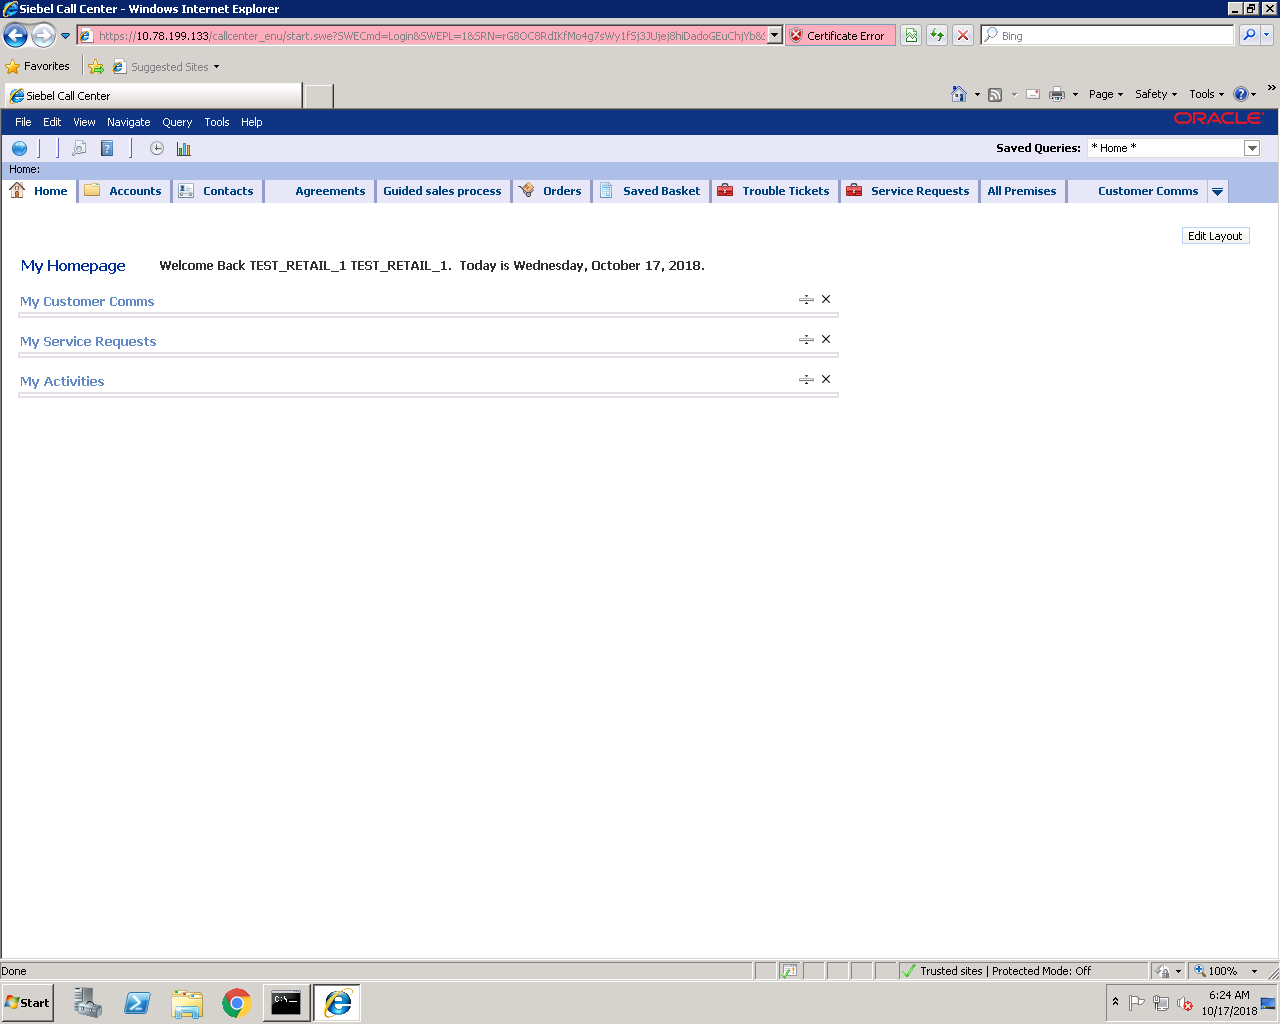 Siebel Call Center - Windows Internet Explorer
https://10.78.199.133/callcenter_enu/start.swe?SWECmd=Login&SWEPL=1&SRN=
Certificate Error
Bing
Favorites
Suggested Sites
Siebel Call Center
Page
Safety
Tools
File Edit View Navigate Query Tools Help
ORACLE
Saved Queries: * Home *
Home:
Home Accounts Contacts Agreements Guided sales process Orders Saved Basket Trouble Tickets Service Requests All Premises Customer Comms
Edit Layout
My Homepage Welcome Back TEST_RETAIL_1 TEST_RETAIL_1. Today is Wednesday, October 17, 2018.
My Customer Comms
My Service Requests
My Activities
Done
Trusted sites | Protected Mode: Off
100%
Start
C:\
6:24 AM
10/17/2018